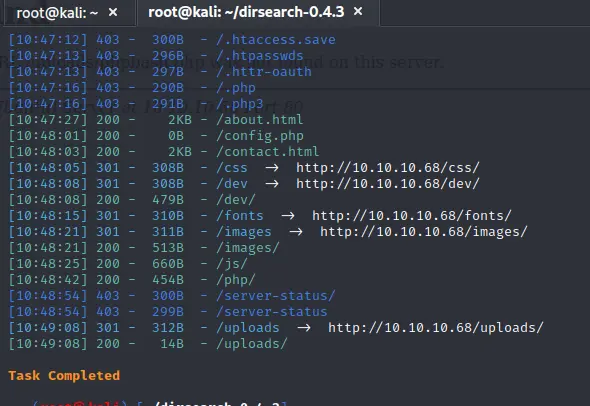 root@kali: ~ ×
root@kali: ~/dirsearch-0.4.3 ×
[10:47:12] 403 - 300B - /.htaccess.save
[10:47:13] 403 - 296B - /.htpasswds
[10:47:13] 403 - 297B - /.httr-oauth
[10:47:16] 403 - 290B - /.php
[10:47:16] 403 - 291B - /.php3
[10:47:27] 200 - 2KB - /about.html
[10:48:01] 200 - 0B - /config.php
[10:48:03] 200 - 2KB - /contact.html
[10:48:05] 301 - 308B - /css → http://10.10.10.68/css/
[10:48:08] 301 - 308B - /dev → http://10.10.10.68/dev/
[10:48:08] 200 - 479B - /dev/
[10:48:15] 301 - 310B - /fonts → http://10.10.10.68/fonts/
[10:48:21] 301 - 311B - /images → http://10.10.10.68/images/
[10:48:21] 200 - 513B - /images/
[10:48:25] 200 - 660B - /js/
[10:48:42] 200 - 454B - /php/
[10:48:54] 403 - 300B - /server-status/
[10:48:54] 403 - 299B - /server-status
[10:49:08] 301 - 312B - /uploads → http://10.10.10.68/uploads/
[10:49:08] 200 - 14B - /uploads/
Task Completed
(root㉿kali)-[~/dirsearch-0.4.3]